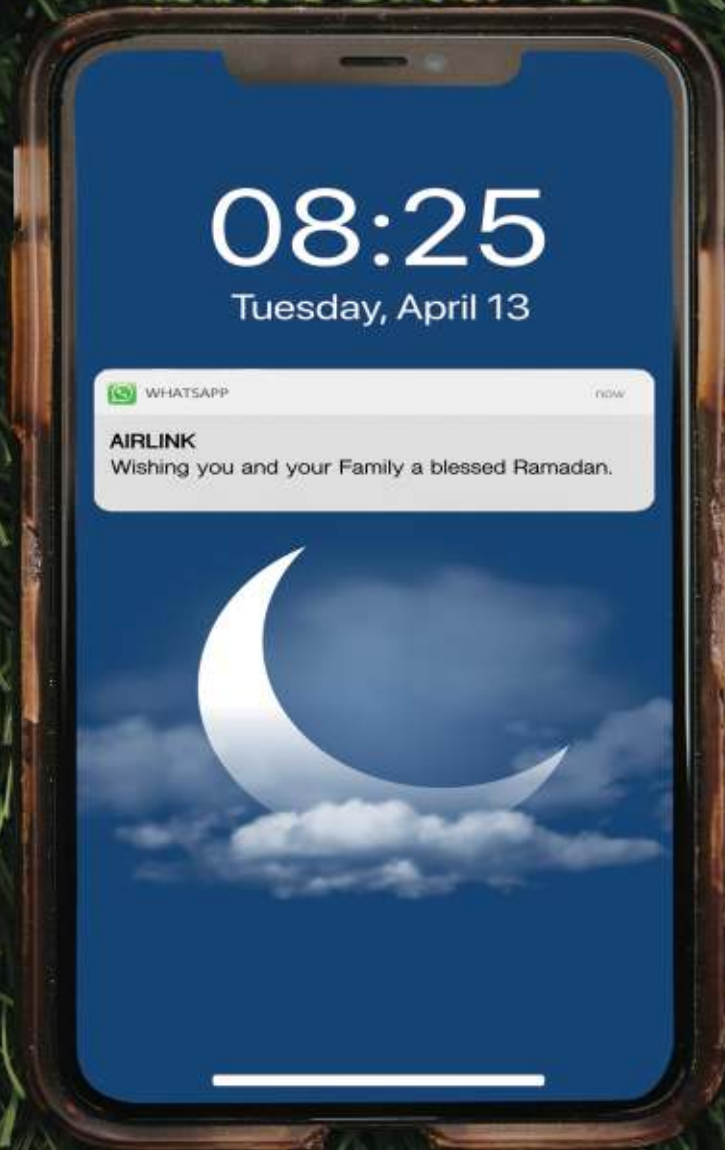 08:25
Tuesday, April 13
WHATSAPP now
AIRLINK
Wishing you and your Family a blessed Ramadan.